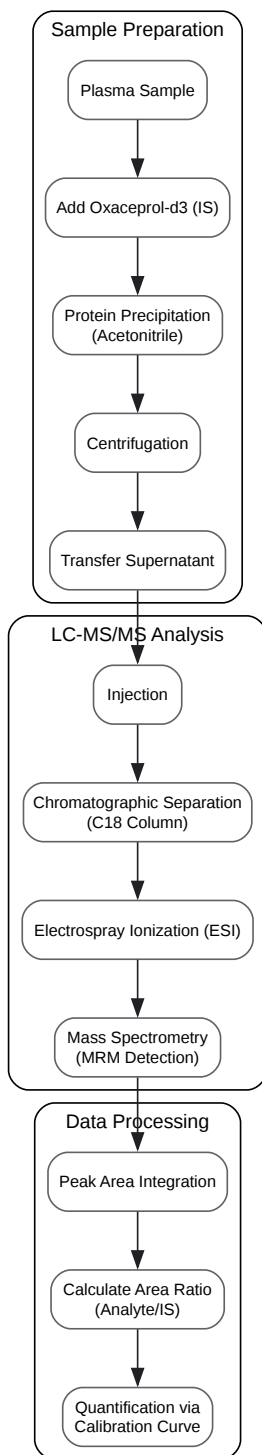 Sample Preparation
Plasma Sample
Add Oxaceprol-d3 (IS)
Protein Precipitation
(Acetonitrile)
Centrifugation
Transfer Supernatant
LC-MS/MS Analysis
Injection
Chromatographic Separation
(C18 Column)
Electrospray Ionization (ESI)
Mass Spectrometry
(MRM Detection)
Data Processing
Peak Area Integration
Calculate Area Ratio
(Analyte/IS)
Quantification via
Calibration Curve